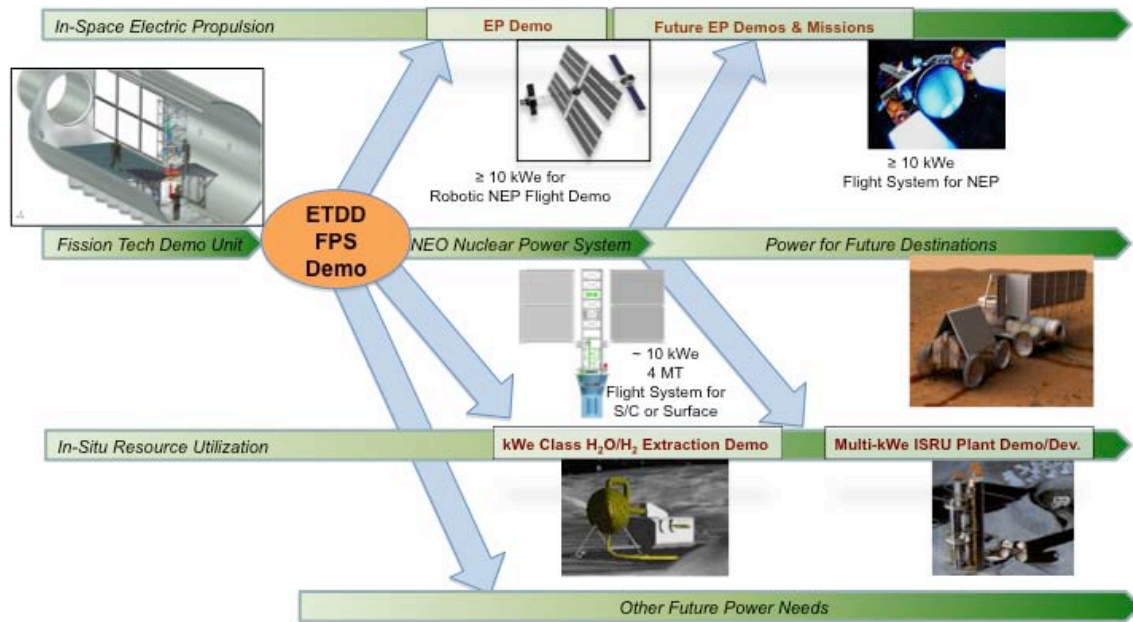 In-Space Electric Propulsion
EP Demo
Future EP Demos & Missions
≥ 10 kWe for
Robotic NEP Flight Demo
≥ 10 kWe
Flight System for NEP
Fission Tech Demo Unit
ETDD
FPS
Demo
NEO Nuclear Power System
Power for Future Destinations
~ 10 kWe
4 MT
Flight System for
S/C or Surface
In-Situ Resource Utilization
kWe Class H₂O/H₂ Extraction Demo
Multi-kWe ISRU Plant Demo/Dev.
Other Future Power Needs